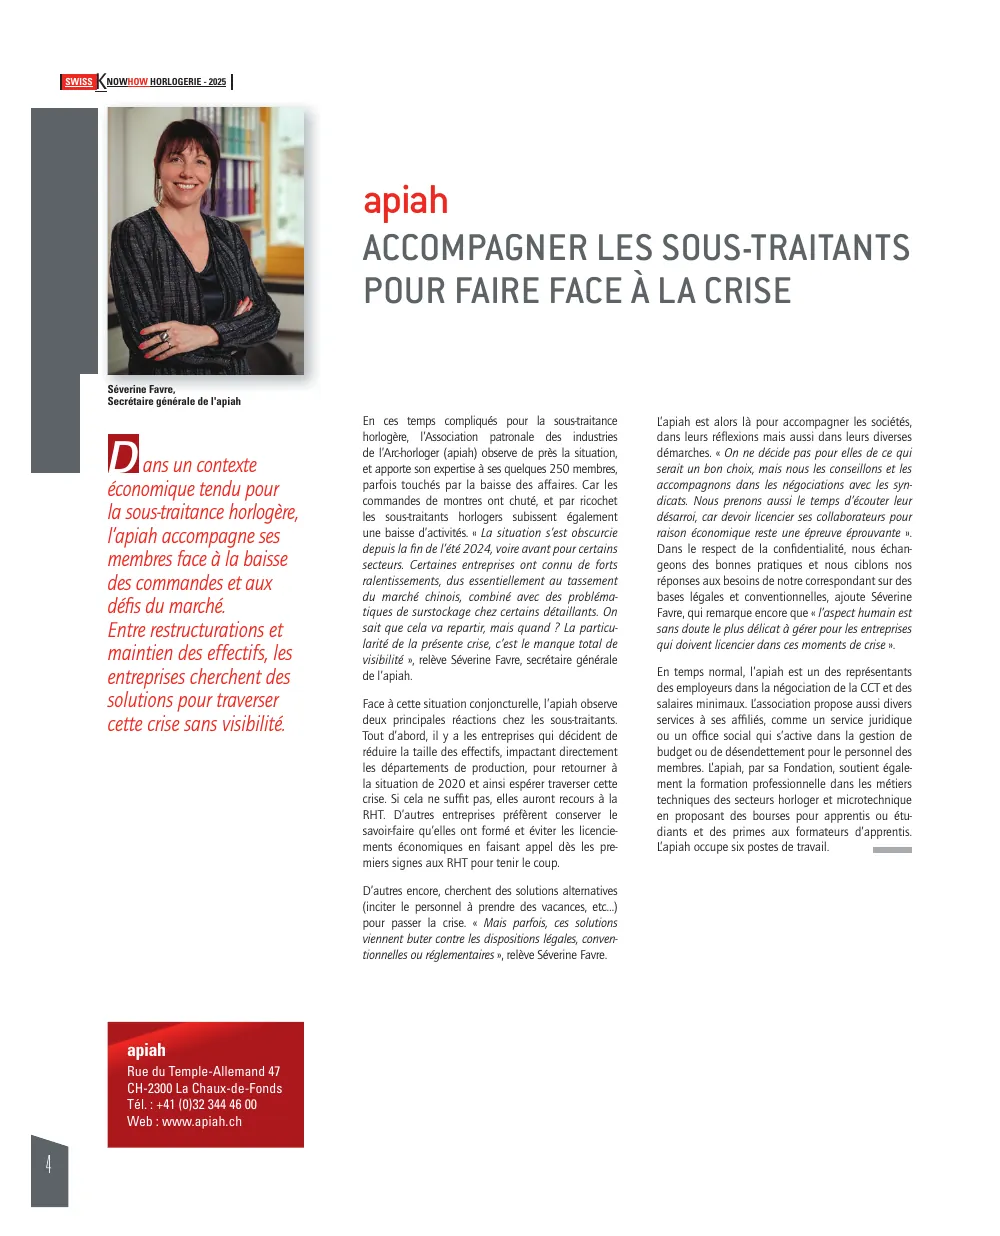 SWISS KNOWHOW HORLOGERIE - 2025
Séverine Favre,
Secrétaire générale de l'apiah
Dans un contexte
économique tendu pour
la sous-traitance horlogère,
l'apiah accompagne ses
membres face à la baisse
des commandes et aux
défis du marché.
Entre restructurations et
maintien des effectifs, les
entreprises cherchent des
solutions pour traverser
cette crise sans visibilité.
apiah
ACCOMPAGNER LES SOUS-TRAITANTS
POUR FAIRE FACE À LA CRISE
En ces temps compliqués pour la sous-traitance
horlogère, l'Association patronale des industries
de l'Arc-horloger (apiah) observe de près la situation,
et apporte son expertise à ses quelques 250 membres,
parfois touchés par la baisse des affaires. Car les
commandes de montres ont chuté, et par ricochet
les sous-traitants horlogers subissent également
une baisse d'activités. « La situation s'est obscurcie
depuis la fin de l'été 2024, voire avant pour certains
secteurs. Certaines entreprises ont connu de forts
ralentissements, dus essentiellement au tassement
du marché chinois, combiné avec des probléma-
tiques de surstockage chez certains détaillants. On
sait que cela va repartir, mais quand ? La particu-
larité de la présente crise, c'est le manque total de
visibilité », relève Séverine Favre, secrétaire générale
de l'apiah.
Face à cette situation conjoncturelle, l'apiah observe
deux principales réactions chez les sous-traitants.
Tout d'abord, il y a les entreprises qui décident de
réduire la taille des effectifs, impactant directement
les départements de production, pour retourner à
la situation de 2020 et ainsi espérer traverser cette
crise. Si cela ne suffit pas, elles auront recours à la
RHT. D'autres entreprises préfèrent conserver le
savoir-faire qu'elles ont formé et éviter les licencie-
ments économiques en faisant appel dès les pre-
miers signes aux RHT pour tenir le coup.
D'autres encore, cherchent des solutions alternatives
(inciter le personnel à prendre des vacances, etc...)
pour passer la crise. « Mais parfois, ces solutions
viennent buter contre les dispositions légales, conven-
tionnelles ou réglementaires », relève Séverine Favre.
L'apiah est alors là pour accompagner les sociétés,
dans leurs réflexions mais aussi dans leurs diverses
démarches. « On ne décide pas pour elles de ce qui
serait un bon choix, mais nous les conseillons et les
accompagnons dans les négociations avec les syn-
dicats. Nous prenons aussi le temps d'écouter leur
désarroi, car devoir licencier ses collaborateurs pour
raison économique reste une épreuve éprouvante ».
Dans le respect de la confidentialité, nous échan-
geons des bonnes pratiques et nous ciblons nos
réponses aux besoins de notre correspondant sur des
bases légales et conventionnelles, ajoute Séverine
Favre, qui remarque encore que « l'aspect humain est
sans doute le plus délicat à gérer pour les entreprises
qui doivent licencier dans ces moments de crise ».
En temps normal, l'apiah est un des représentants
des employeurs dans la négociation de la CCT et des
salaires minimaux. L'association propose aussi divers
services à ses affiliés, comme un service juridique
ou un office social qui s'active dans la gestion de
budget ou de désendettement pour le personnel des
membres. L'apiah, par sa Fondation, soutient égale-
ment la formation professionnelle dans les métiers
techniques des secteurs horloger et microtechnique
en proposant des bourses pour apprentis ou étu-
diants et des primes aux formateurs d'apprentis.
L'apiah occupe six postes de travail.
apiah
Rue du Temple-Allemand 47
CH-2300 La Chaux-de-Fonds
Tél. : +41 (0)32 344 46 00
Web : www.apiah.ch
4